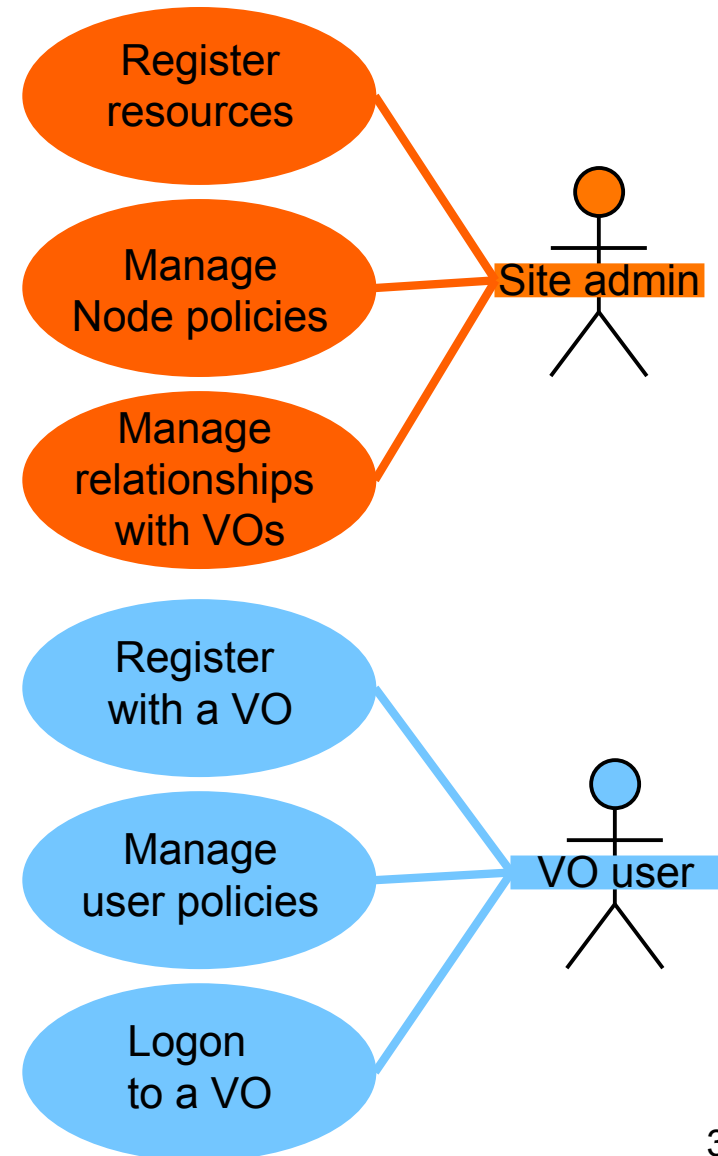 Register
resources
Manage
Node policies
Site admin
Manage
relationships
with VOs
Register
with a VO
Manage
user policies
VO user
Logon
to a VO